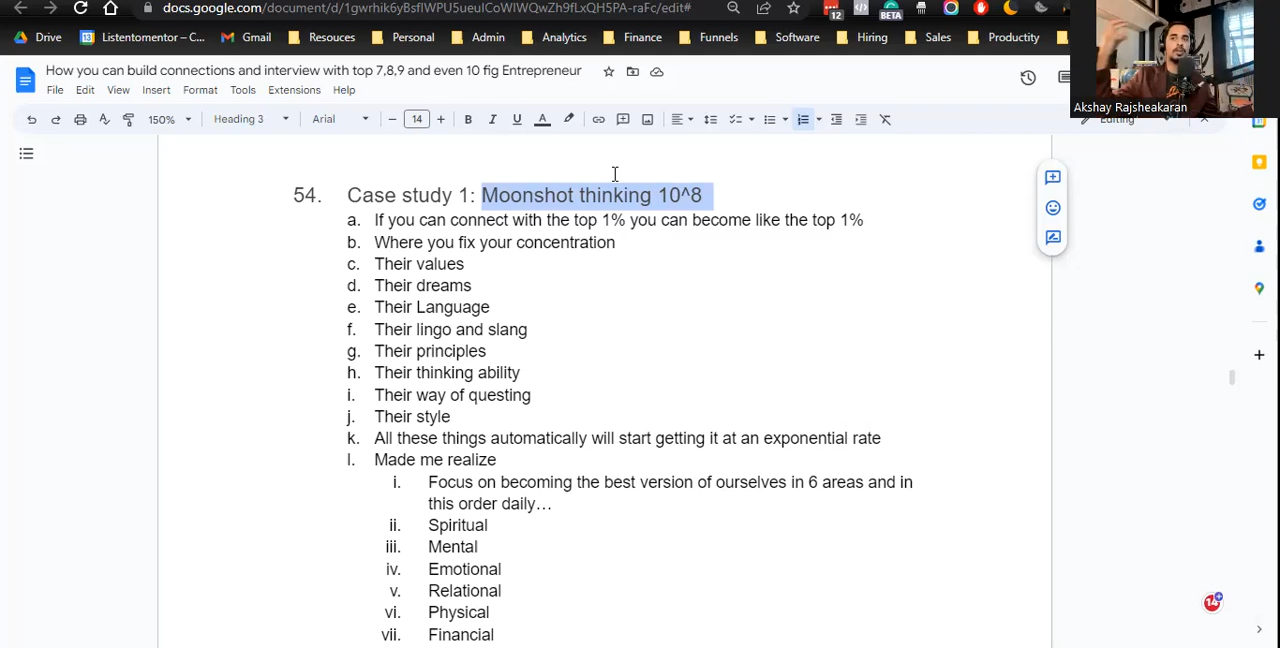 docs.google.com/document/d/1gwrhik6yBsflWPU5ueulCoWIWQwZh9fLxQH5PA-raFc/edit#
12
BETA
Drive
13
Listentomentor – C...
Gmail
Resouces
Personal
Admin
Analytics
Finance
Funnels
Software
Hiring
Sales
Productity
How you can build connections and interview with top 7,8,9 and even 10 fig Entrepreneur
File Edit View Insert Format Tools Extensions Help
150% Heading 3 Arial 14 B I U A
Editing
Akshay Rajsheakaran
54. Case study 1: Moonshot thinking 10^8
a. If you can connect with the top 1% you can become like the top 1%
b. Where you fix your concentration
c. Their values
d. Their dreams
e. Their Language
f. Their lingo and slang
g. Their principles
h. Their thinking ability
i. Their way of questing
j. Their style
k. All these things automatically will start getting it at an exponential rate
l. Made me realize
i. Focus on becoming the best version of ourselves in 6 areas and in
this order daily…
ii. Spiritual
iii. Mental
iv. Emotional
v. Relational
vi. Physical
vii. Financial
14